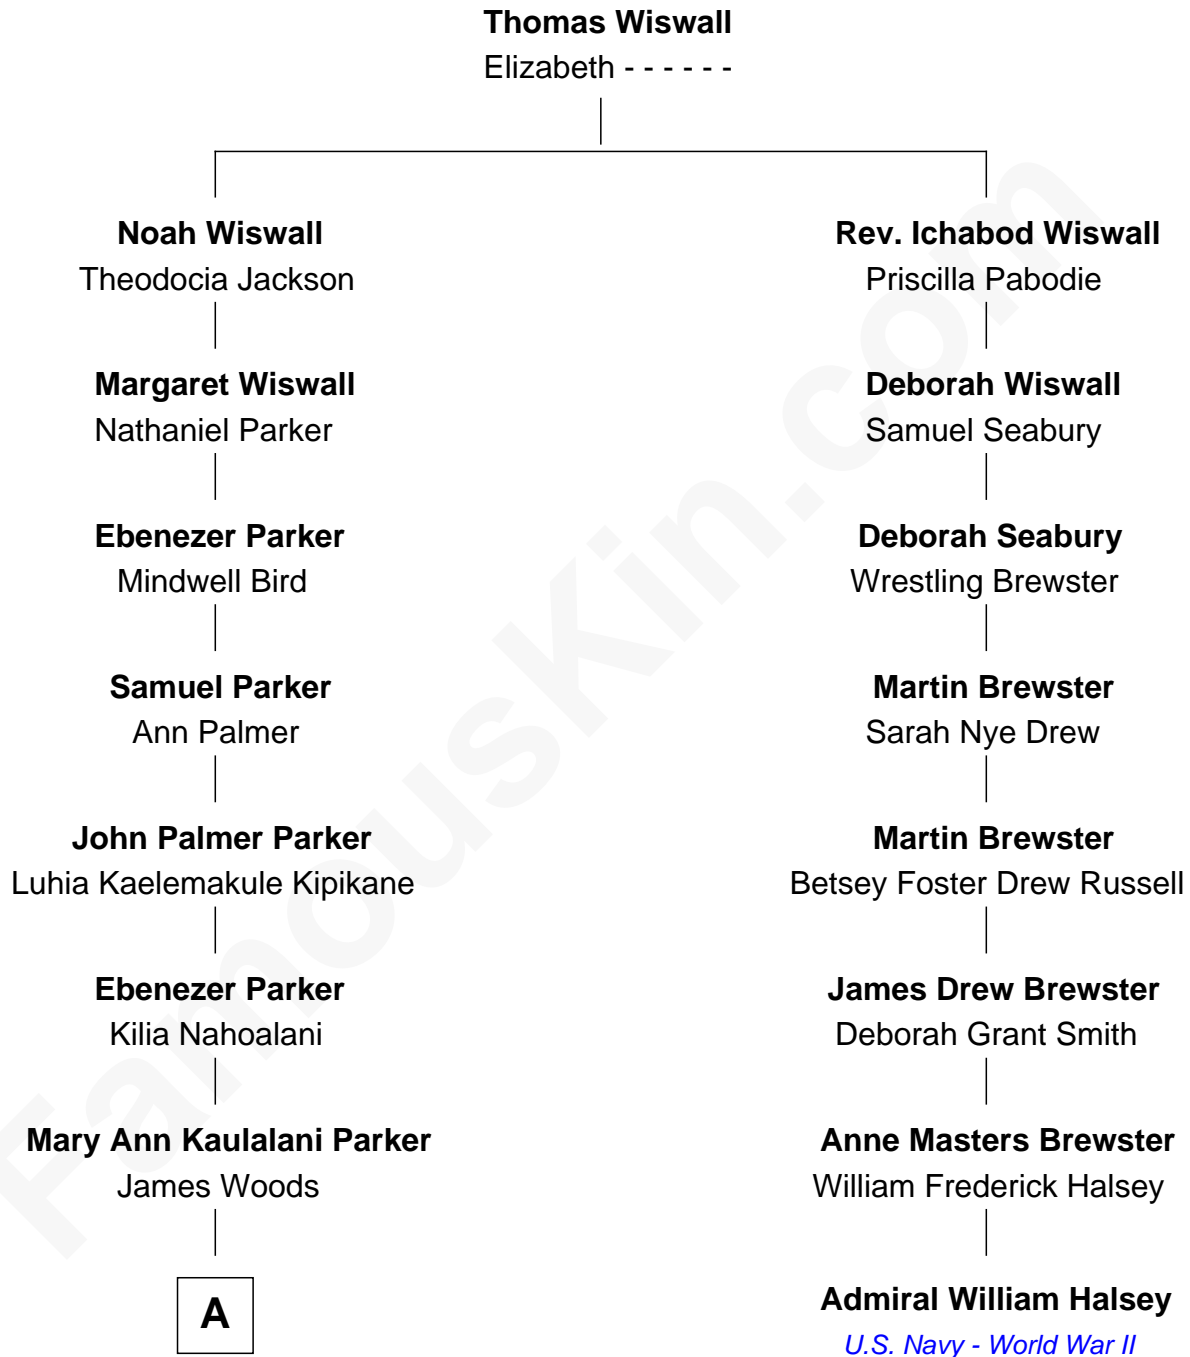 Thomas Wiswall
Elizabeth - - - - - -
Noah Wiswall
Theodocia Jackson
Rev. Ichabod Wiswall
Priscilla Pabodie
Margaret Wiswall
Nathaniel Parker
Deborah Wiswall
Samuel Seabury
Ebenezer Parker
Mindwell Bird
Deborah Seabury
Wrestling Brewster
Samuel Parker
Ann Palmer
Martin Brewster
Sarah Nye Drew
John Palmer Parker
Luhia Kaelemakule Kipikane
Martin Brewster
Betsey Foster Drew Russell
Ebenezer Parker
Kilia Nahoalani
James Drew Brewster
Deborah Grant Smith
Mary Ann Kaulalani Parker
James Woods
Anne Masters Brewster
William Frederick Halsey
A
Admiral William Halsey
U.S. Navy - World War II
FamousKin.com